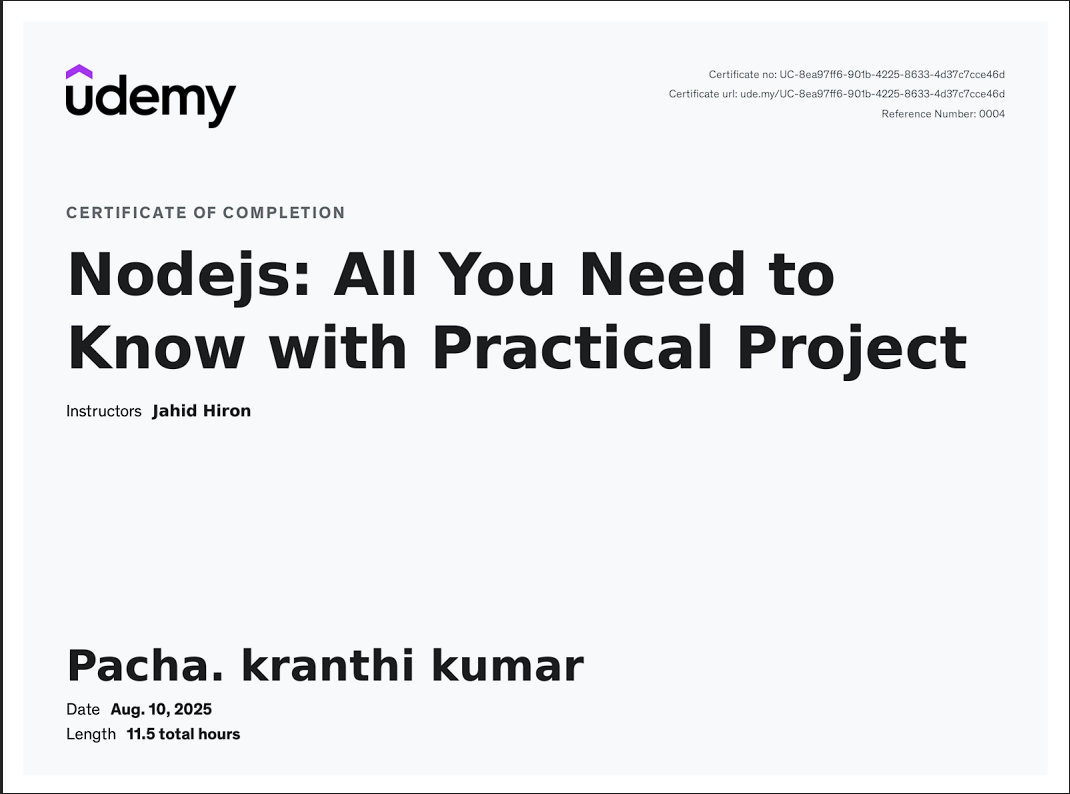 udemy
Certificate no: UC-8ea97ff6-901b-4225-8633-4d37c7cce46d
Certificate url: ude.my/UC-8ea97ff6-901b-4225-8633-4d37c7cce46d
Reference Number: 0004
CERTIFICATE OF COMPLETION
Nodejs: All You Need to
Know with Practical Project
Instructors Jahid Hiron
Pacha. kranthi kumar
Date Aug. 10, 2025
Length 11.5 total hours